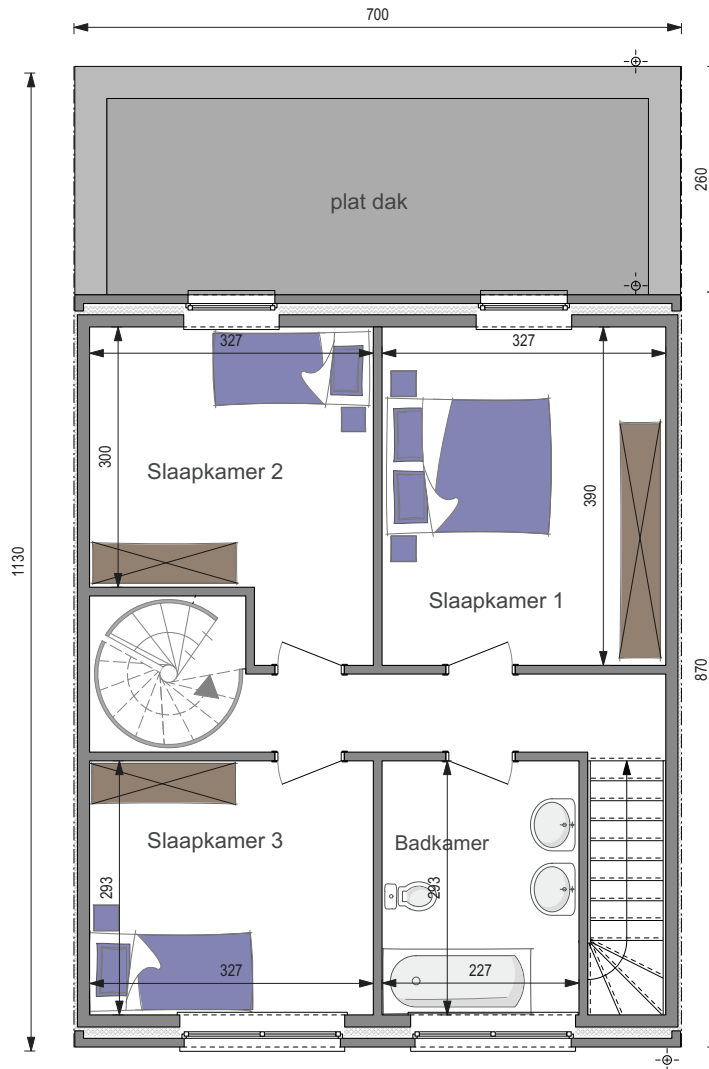 700
260
plat dak
327
327
300
390
Slaapkamer 2
1130
Slaapkamer 1
870
Slaapkamer 3
Badkamer
293
293
327
227